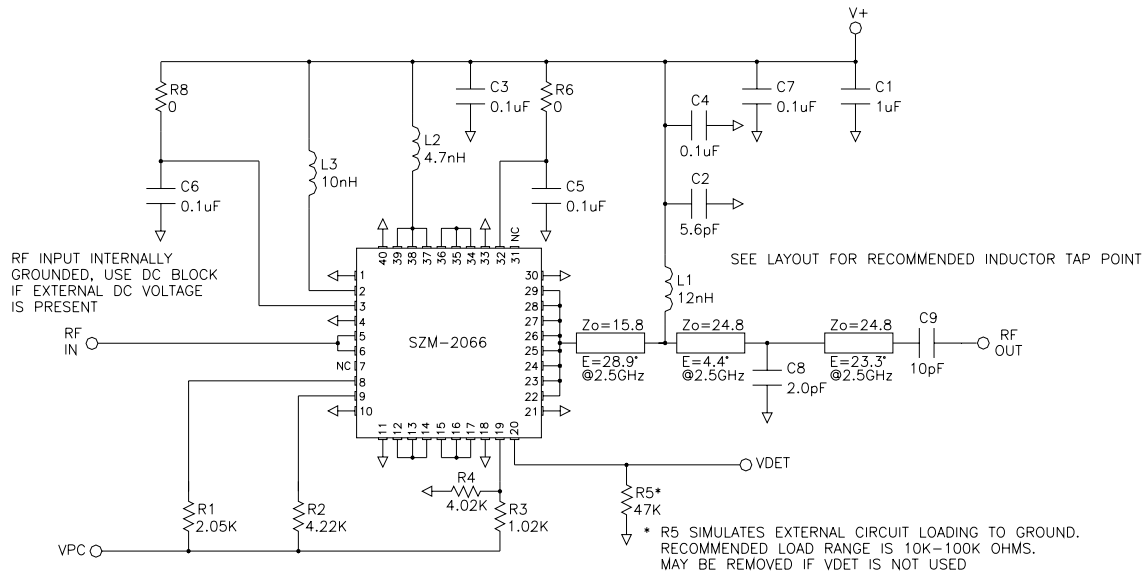 V+
R8
0
C3
0.1uF
R6
0
C7
0.1uF
C1
1uF
C4
0.1uF
L2
4.7nH
L3
10nH
C6
0.1uF
C5
0.1uF
C2
5.6pF
RF INPUT INTERNALLY
GROUNDED, USE DC BLOCK
IF EXTERNAL DC VOLTAGE
IS PRESENT
SEE LAYOUT FOR RECOMMENDED INDUCTOR TAP POINT
40 39 38 37 36 35 34 33 32 31 NC
1
2
3
4
5
6
NC 7
8
9
10
30
29
28
27
26
25
24
23
22
21
SZM-2066
11 12 13 14 15 16 17 18 19 20
RF
IN
L1
12nH
Zo=15.8
E=28.9°
@2.5GHz
Zo=24.8
E=4.4°
@2.5GHz
Zo=24.8
E=23.3°
@2.5GHz
C9
10pF
RF
OUT
C8
2.0pF
VDET
R4
4.02K
R5*
47K
R1
2.05K
R2
4.22K
R3
1.02K
VPC
* R5 SIMULATES EXTERNAL CIRCUIT LOADING TO GROUND.
RECOMMENDED LOAD RANGE IS 10K-100K OHMS.
MAY BE REMOVED IF VDET IS NOT USED